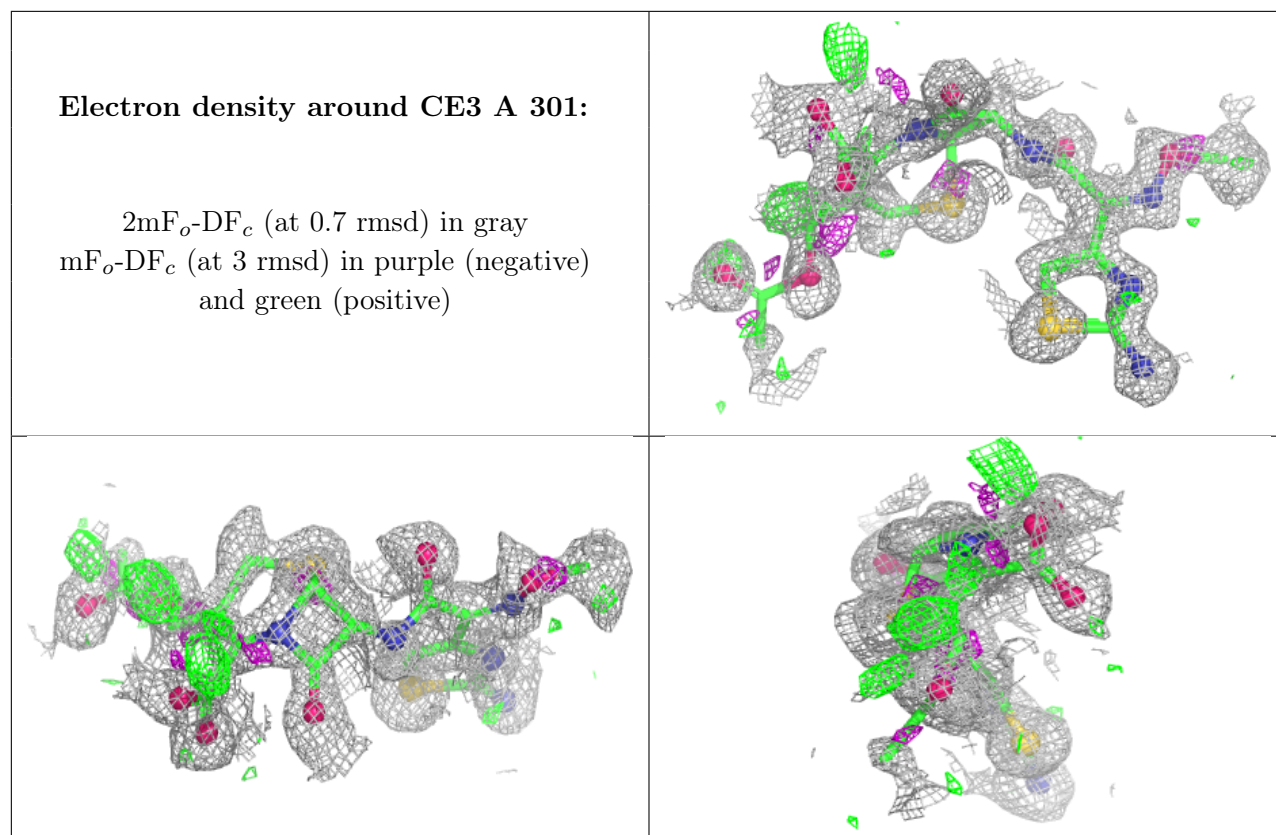 Electron density around CE3 A 301:
2mFo-DFc (at 0.7 rmsd) in gray
mFo-DFc (at 3 rmsd) in purple (negative)
and green (positive)